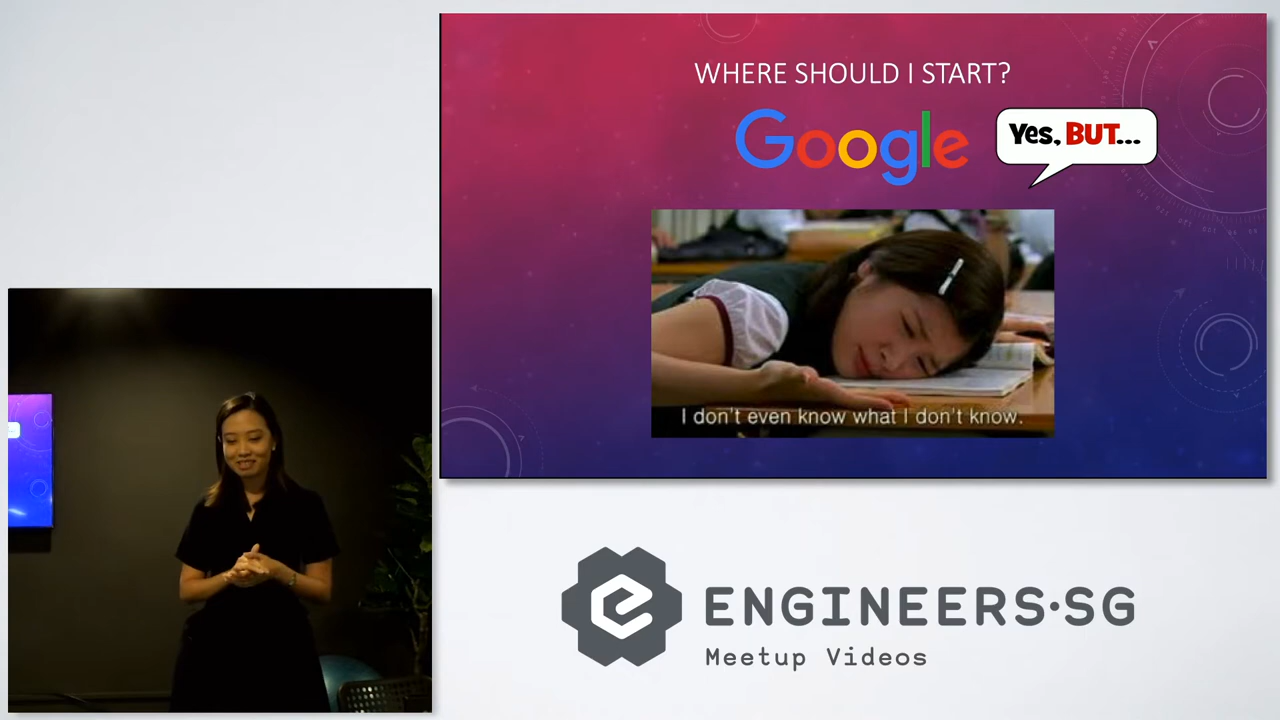 WHERE SHOULD I START?
Google
Yes, BUT...
I don't even know what I don't know.
ENGINEERS·SG
Meetup Videos